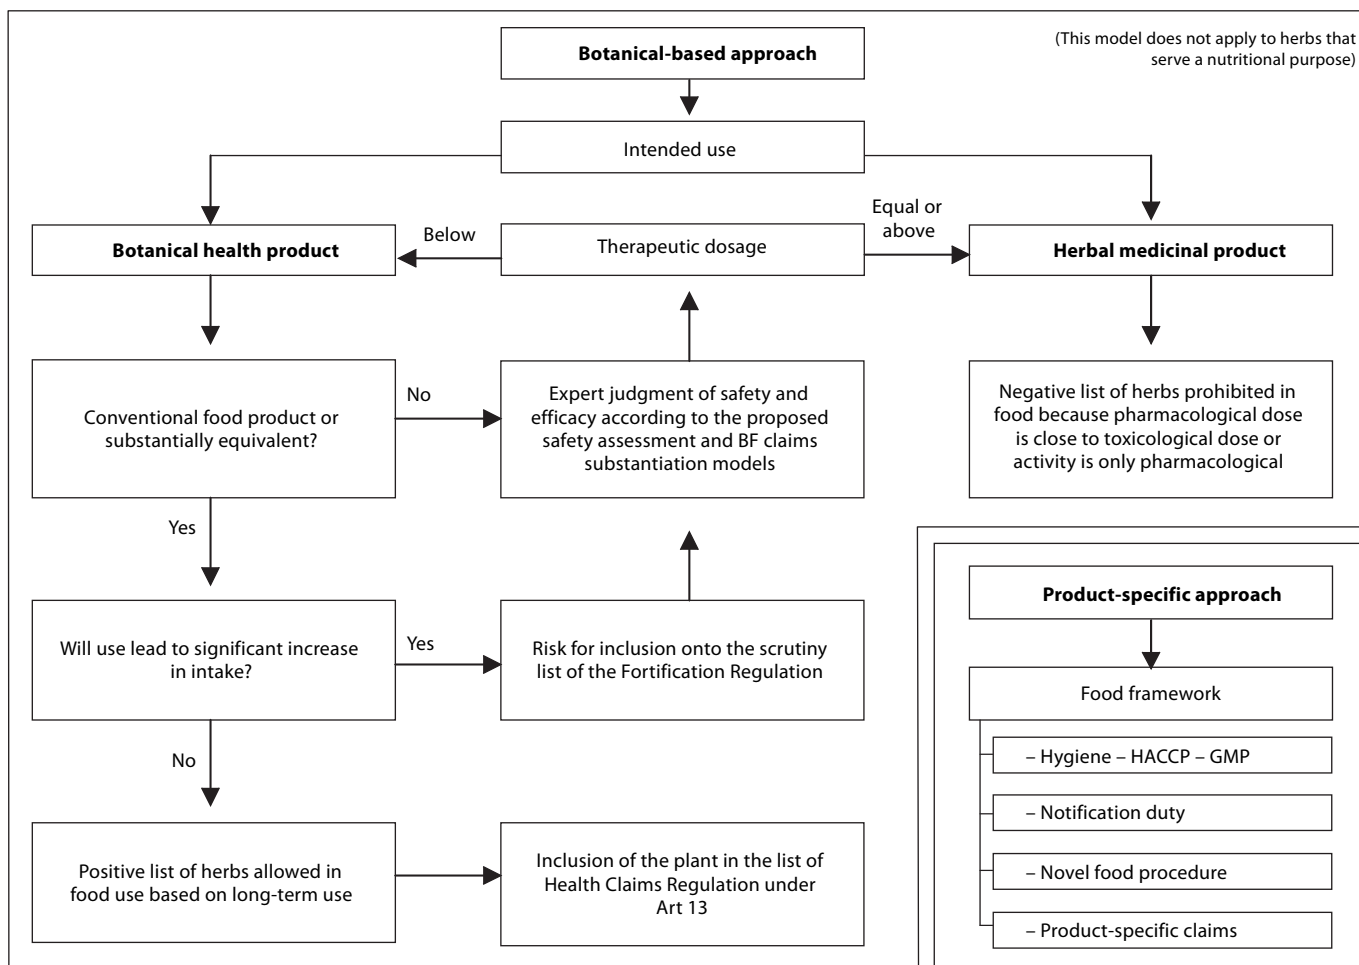 Botanical-based approach
(This model does not apply to herbs that
serve a nutritional purpose)
Intended use
Botanical health product
Below
Therapeutic dosage
Equal or
above
Herbal medicinal product
Conventional food product or
substantially equivalent?
No
Expert judgment of safety and
efficacy according to the proposed
safety assessment and BF claims
substantiation models
Negative list of herbs prohibited in
food because pharmacological dose
is close to toxicological dose or
activity is only pharmacological
Yes
Will use lead to significant increase
in intake?
Yes
Risk for inclusion onto the scrutiny
list of the Fortification Regulation
No
Positive list of herbs allowed in
food use based on long-term use
Inclusion of the plant in the list of
Health Claims Regulation under
Art 13
Product-specific approach
Food framework
– Hygiene – HACCP – GMP
– Notification duty
– Novel food procedure
– Product-specific claims